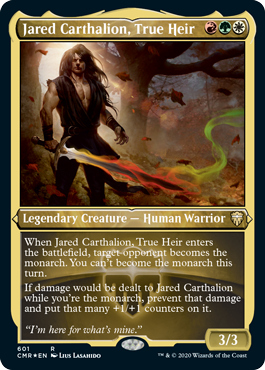 Jared Carthalion, True Heir
Legendary Creature — Human Warrior
When Jared Carthalion, True Heir enters
the battlefield, target opponent becomes the
monarch. You can't become the monarch this
turn.
If damage would be dealt to Jared Carthalion
while you're the monarch, prevent that
damage and put that many +1/+1 counters on it.
"I'm here for what's mine."
3/3
601 R
CMR EN LIUS LASAHIDO
™ & © 2020 Wizards of the Coast